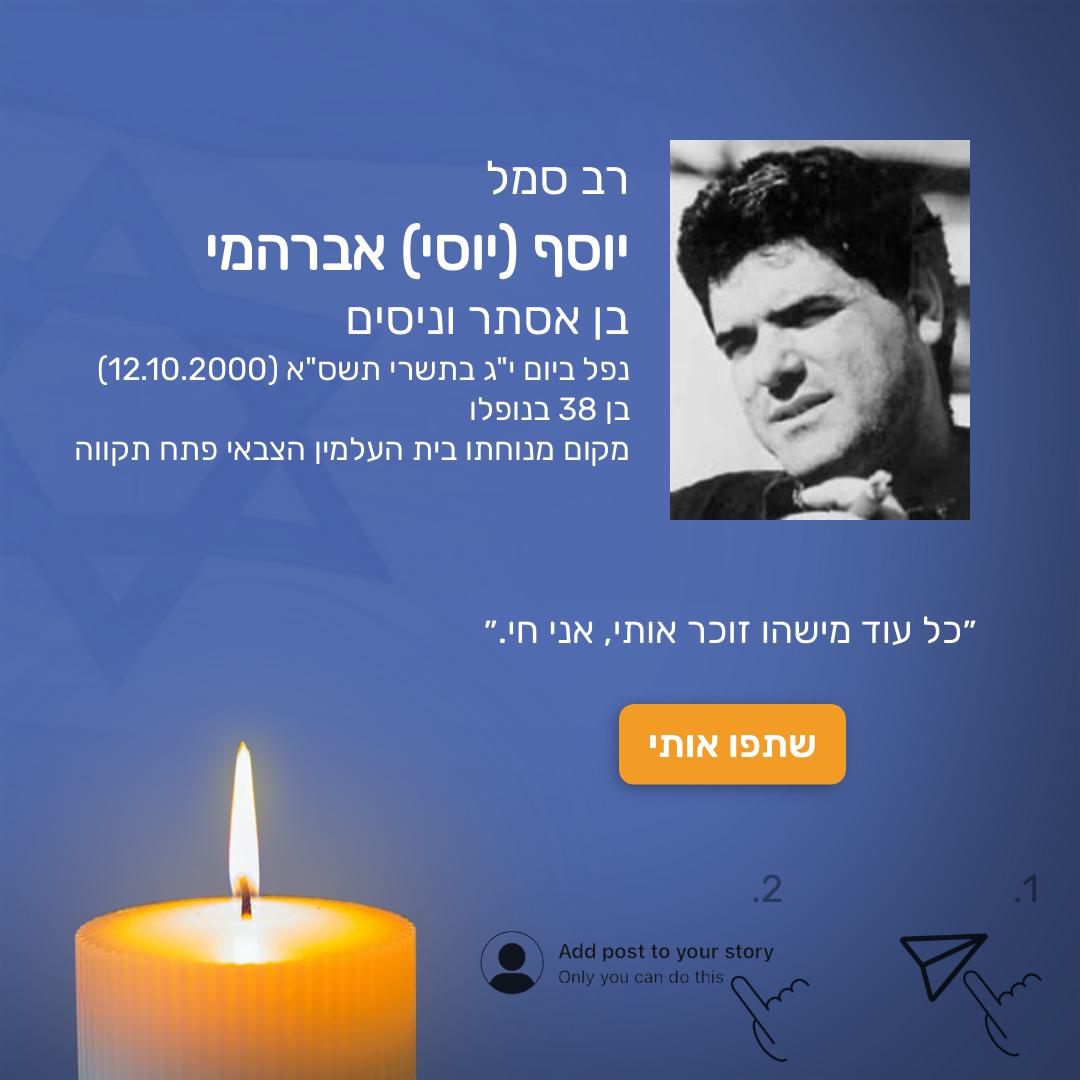 רב סמל
יוסף (יוסי) אברהמי
בן אסתר וניסים
נפל ביום י"ג בתשרי תשס"א (12.10.2000)
בן 38 בנופלו
מקום מנוחתו בית העלמין הצבאי פתח תקווה
״כל עוד מישהו זוכר אותי, אני חי.״
שתפו אותי
.1
.2
Add post to your story
Only you can do this